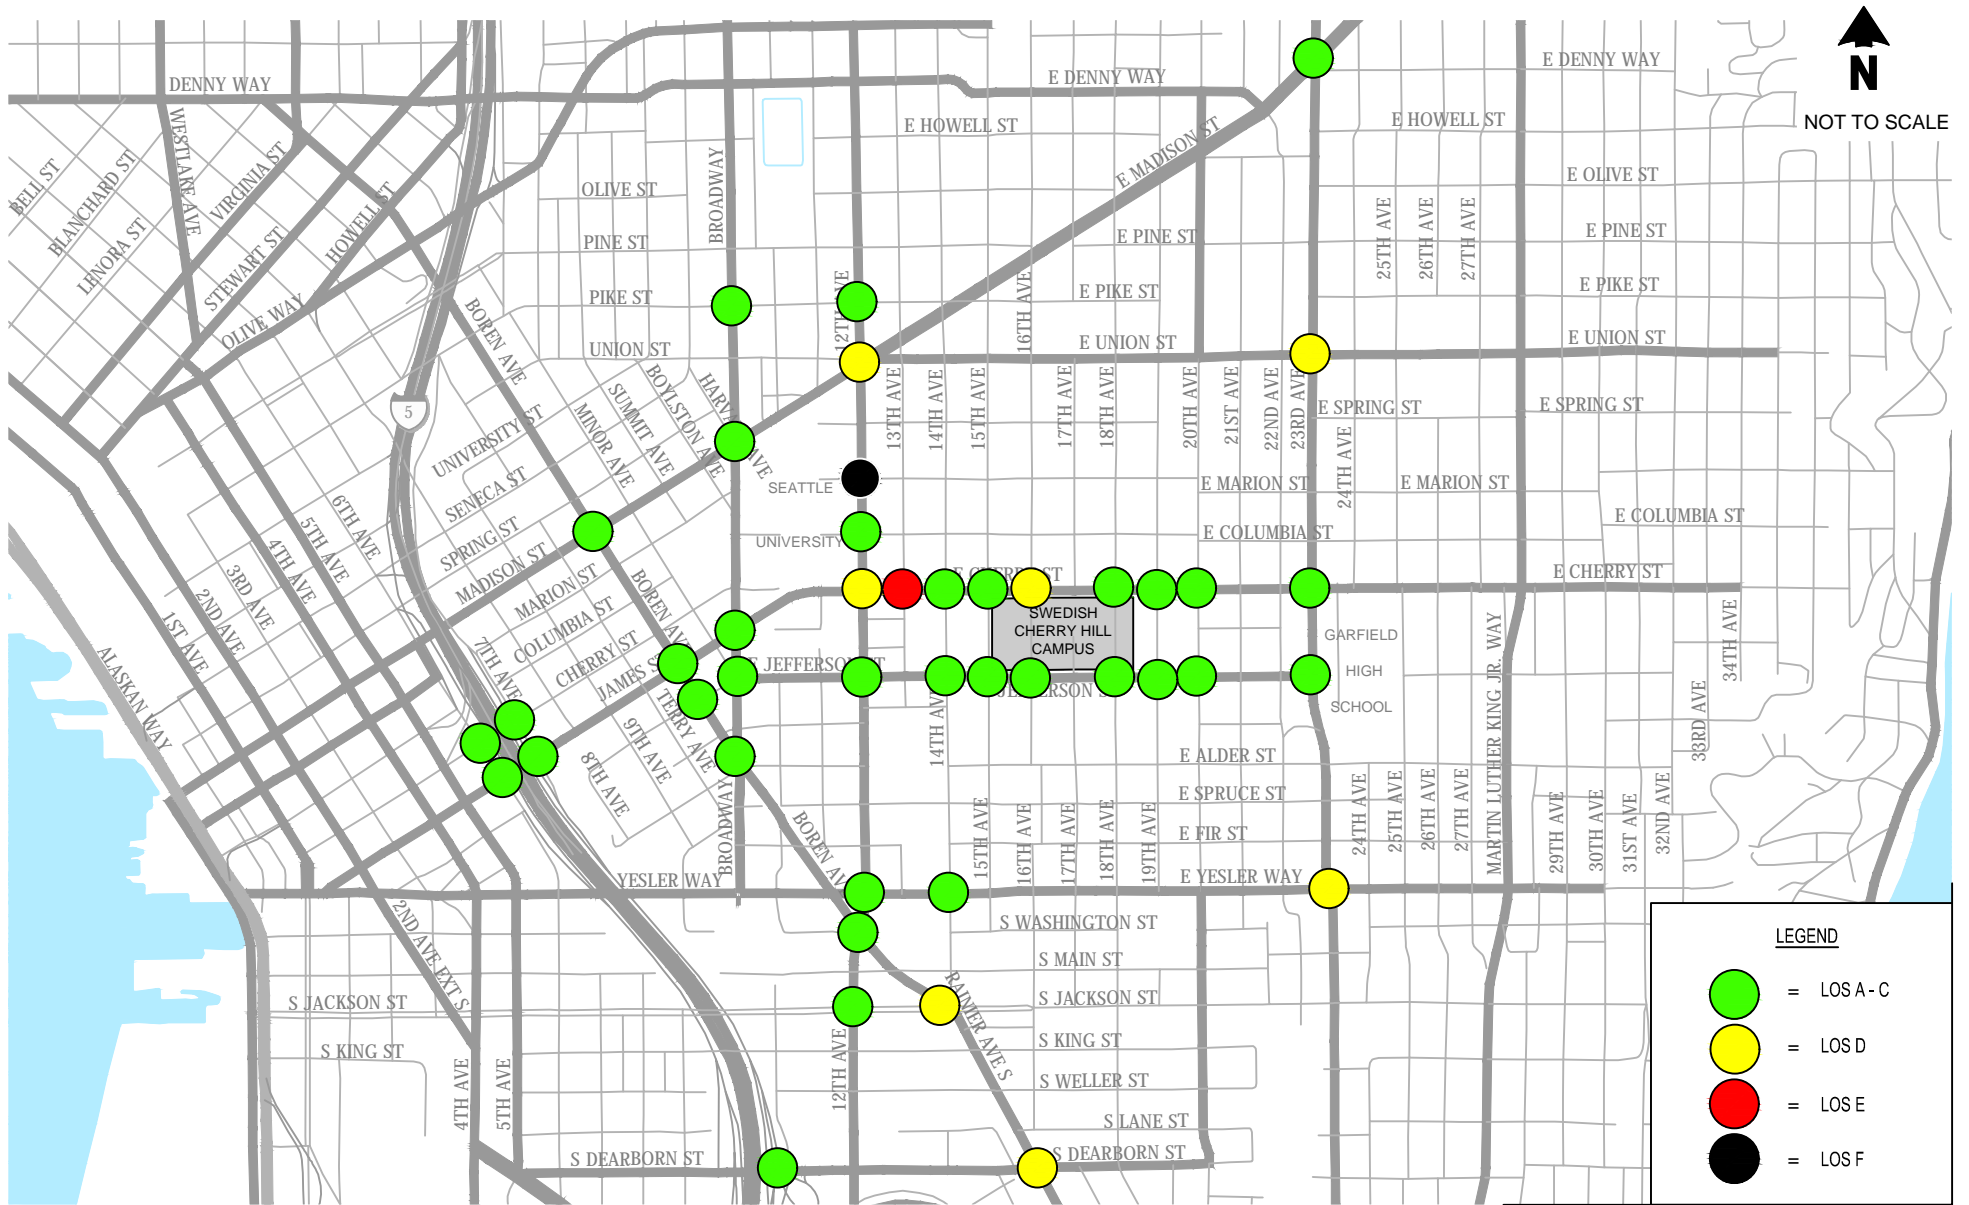 DENNY WAY
E DENNY WAY
E DENNY WAY
N
NOT TO SCALE
WESTLAKE AVE
E HOWELL ST
E HOWELL ST
BELL ST
BLANCHARD ST
LENORA ST
VIRGINIA ST
STEWART ST
HOWELL ST
OLIVE WAY
OLIVE ST
BROADWAY
E MADISON ST
E OLIVE ST
PINE ST
E PINE ST
25TH AVE
26TH AVE
27TH AVE
E PINE ST
PIKE ST
12TH AVE
16TH AVE
E PIKE ST
E PIKE ST
BOREN AVE
UNION ST
E UNION ST
E UNION ST
5
UNIVERSITY ST
SENECA ST
SPRING ST
MADISON ST
MARION ST
COLUMBIA ST
CHERRY ST
JAMES ST
MINOR AVE
SUMMIT AVE
BOYLSTON AVE
HARVARD AVE
13TH AVE
14TH AVE
15TH AVE
17TH AVE
18TH AVE
20TH AVE
21ST AVE
22ND AVE
23RD AVE
E SPRING ST
E SPRING ST
24TH AVE
SEATTLE
UNIVERSITY
E MARION ST
E MARION ST
E COLUMBIA ST
E COLUMBIA ST
6TH AVE
5TH AVE
4TH AVE
3RD AVE
2ND AVE
1ST AVE
ALASKAN WAY
7TH AVE
BOREN AVE
E CHERRY ST
E CHERRY ST
SWEDISH
CHERRY HILL
CAMPUS
GARFIELD
HIGH
SCHOOL
E JEFFERSON ST
JEFFERSON ST
MARTIN LUTHER KING JR. WAY
34TH AVE
33RD AVE
TERRY AVE
9TH AVE
8TH AVE
14TH AVE
E ALDER ST
E SPRUCE ST
E FIR ST
BROADWAY
BOREN AVE
15TH AVE
16TH AVE
17TH AVE
18TH AVE
19TH AVE
24TH AVE
25TH AVE
26TH AVE
27TH AVE
29TH AVE
30TH AVE
31ST AVE
32ND AVE
YESLER WAY
E YESLER WAY
2ND AVE EXT S
S WASHINGTON ST
S MAIN ST
S JACKSON ST
S JACKSON ST
RAINIER AVE S
S KING ST
S KING ST
4TH AVE
5TH AVE
12TH AVE
S WELLER ST
S LANE ST
S DEARBORN ST
S DEARBORN ST
LEGEND
= LOS A - C
= LOS D
= LOS E
= LOS F